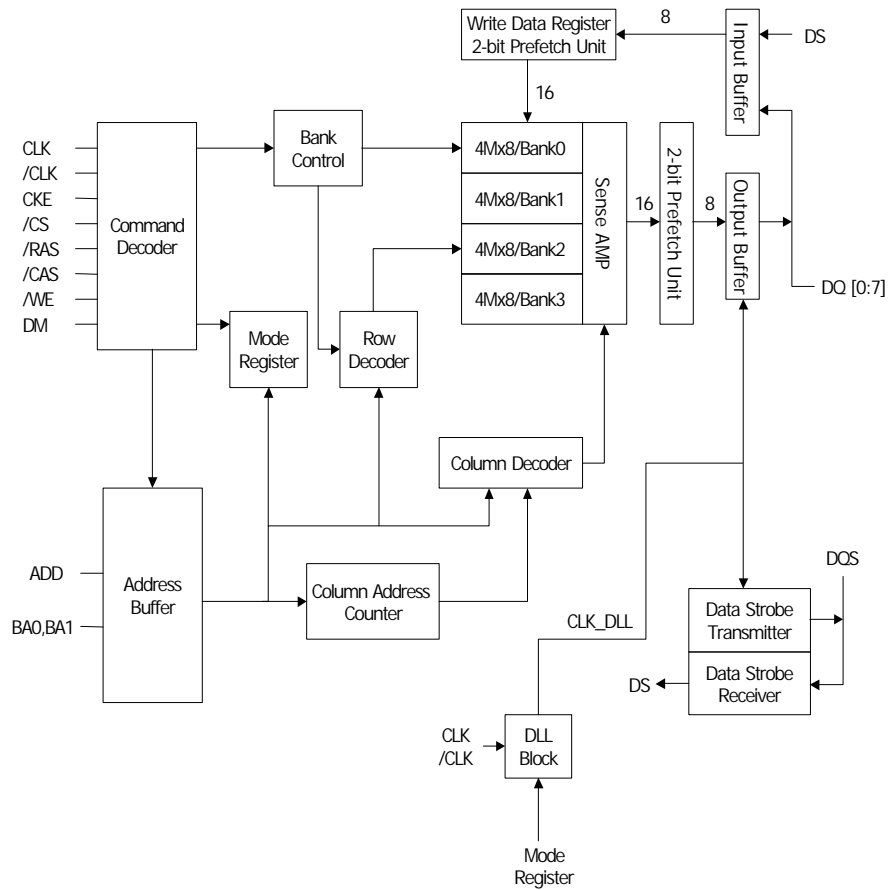 Write Data Register
2-bit Prefetch Unit
8
Input Buffer
DS
16
CLK
/CLK
CKE
/CS
/RAS
/CAS
/WE
DM
Command
Decoder
Bank
Control
4Mx8/Bank0
4Mx8/Bank1
4Mx8/Bank2
4Mx8/Bank3
Sense AMP
16
2-bit Prefetch Unit
8
Output Buffer
DQ [0:7]
Mode
Register
Row
Decoder
Column Decoder
ADD
BA0,BA1
Address
Buffer
Column Address
Counter
CLK_DLL
DQS
Data Strobe
Transmitter
Data Strobe
Receiver
DS
CLK
/CLK
DLL
Block
Mode
Register